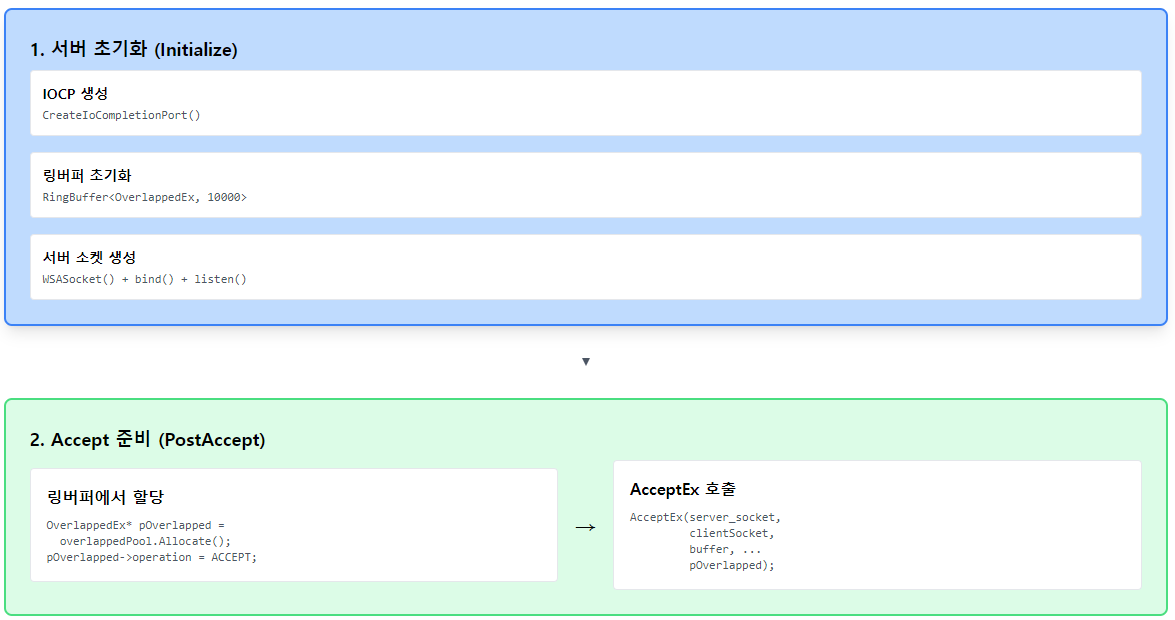 1. 서버 초기화 (Initialize)
IOCP 생성
CreateIoCompletionPort()
링버퍼 초기화
RingBuffer<OverlappedEx, 10000>
서버 소켓 생성
WSASocket() + bind() + listen()
▼
2. Accept 준비 (PostAccept)
링버퍼에서 할당
OverlappedEx* pOverlapped =
overlappedPool.Allocate();
pOverlapped->operation = ACCEPT;
→
AcceptEx 호출
AcceptEx(server_socket,
clientSocket,
buffer, ...
pOverlapped);